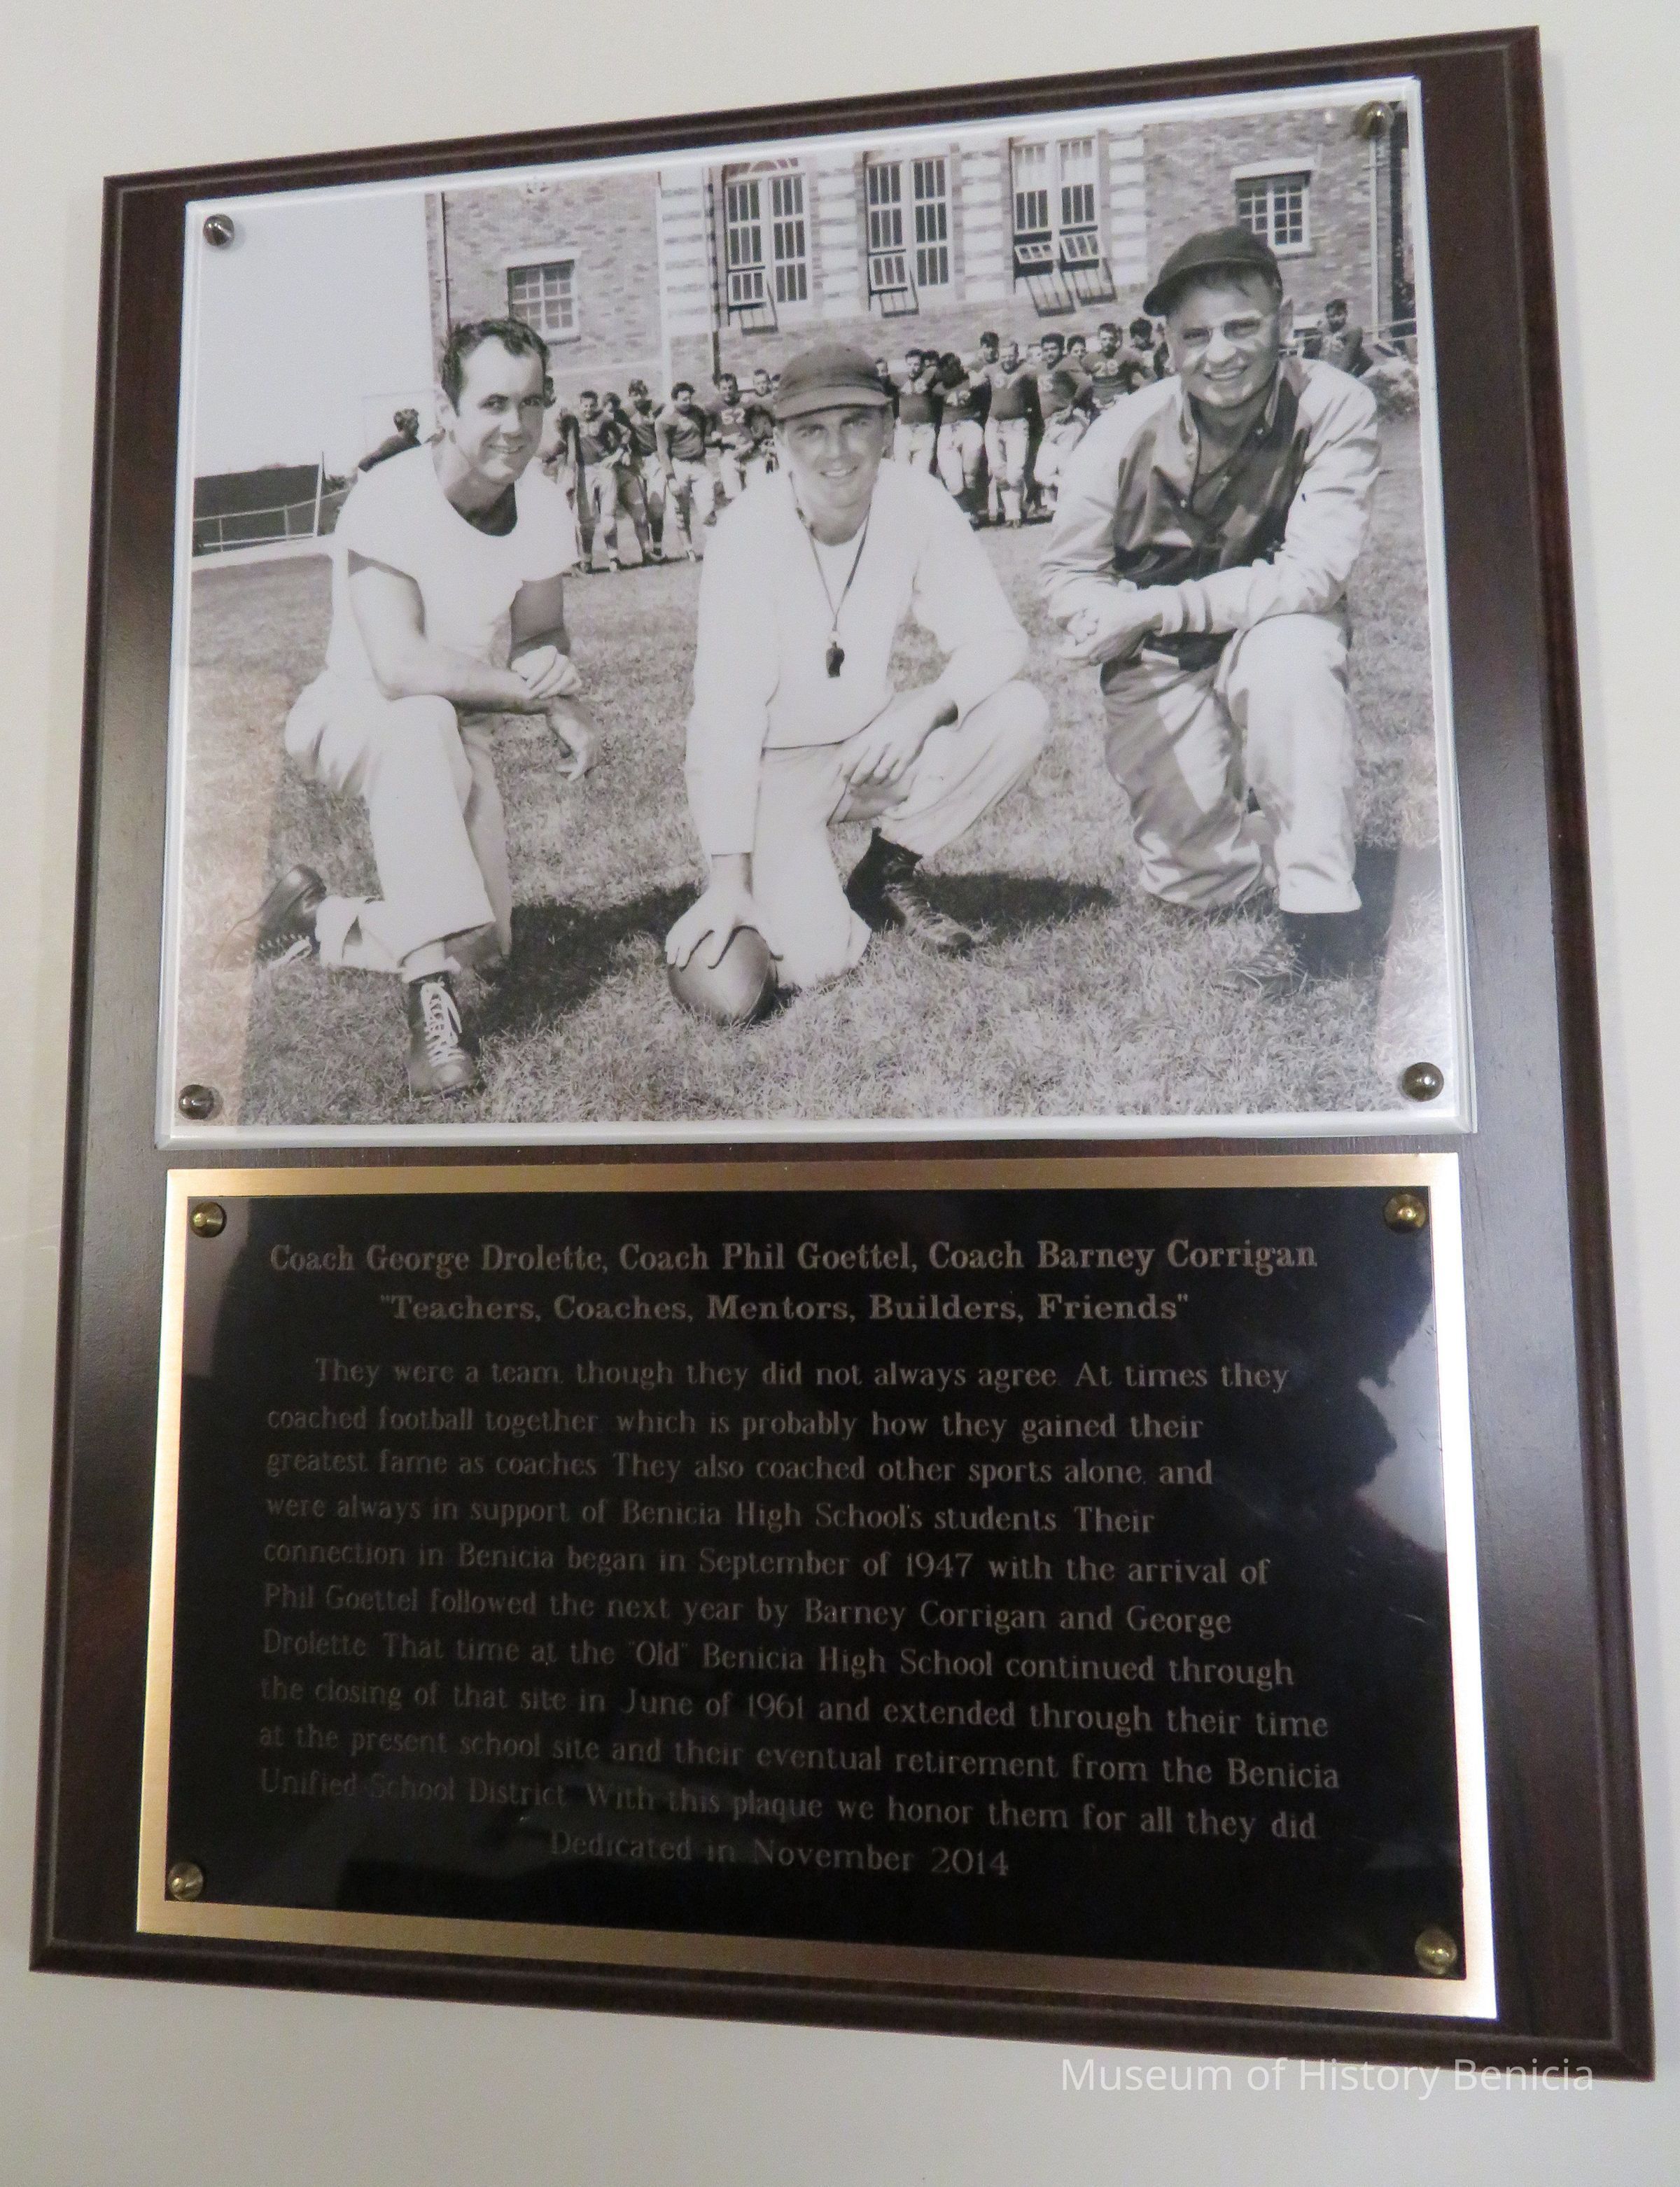 52
28
Coach George Drolette, Coach Phil Goettel, Coach Barney Corrigan
"Teachers, Coaches, Mentors, Builders, Friends"
They were a team, though they did not always agree. At times they
coached football together which is probably how they gained their
greatest fame as coaches. They also coached other sports alone, and
were always in support of Benicia High School's students. Their
connection in Benicia began in September of 1947 with the arrival of
Phil Goettel followed the next year by Barney Corrigan and George
Drolette. That time at the "Old" Benicia High School continued through
the closing of that site in June of 1961 and extended through their time
at the present school site and their eventual retirement from the Benicia
Unified School District. With this plaque we honor them for all they did.
Dedicated in November 2014
Museum of History Benicia